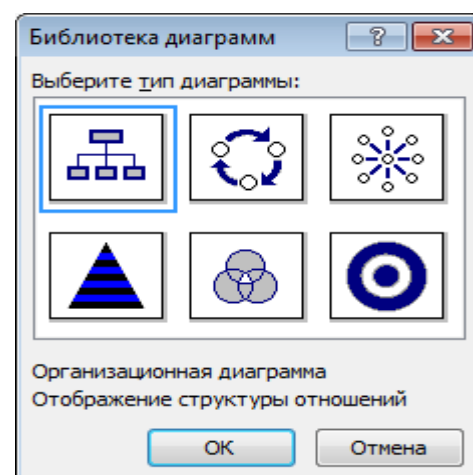 Библиотека диаграмм
Выберите тип диаграммы:
Организационная диаграмма
Отображение структуры отношений
ОК
Отмена